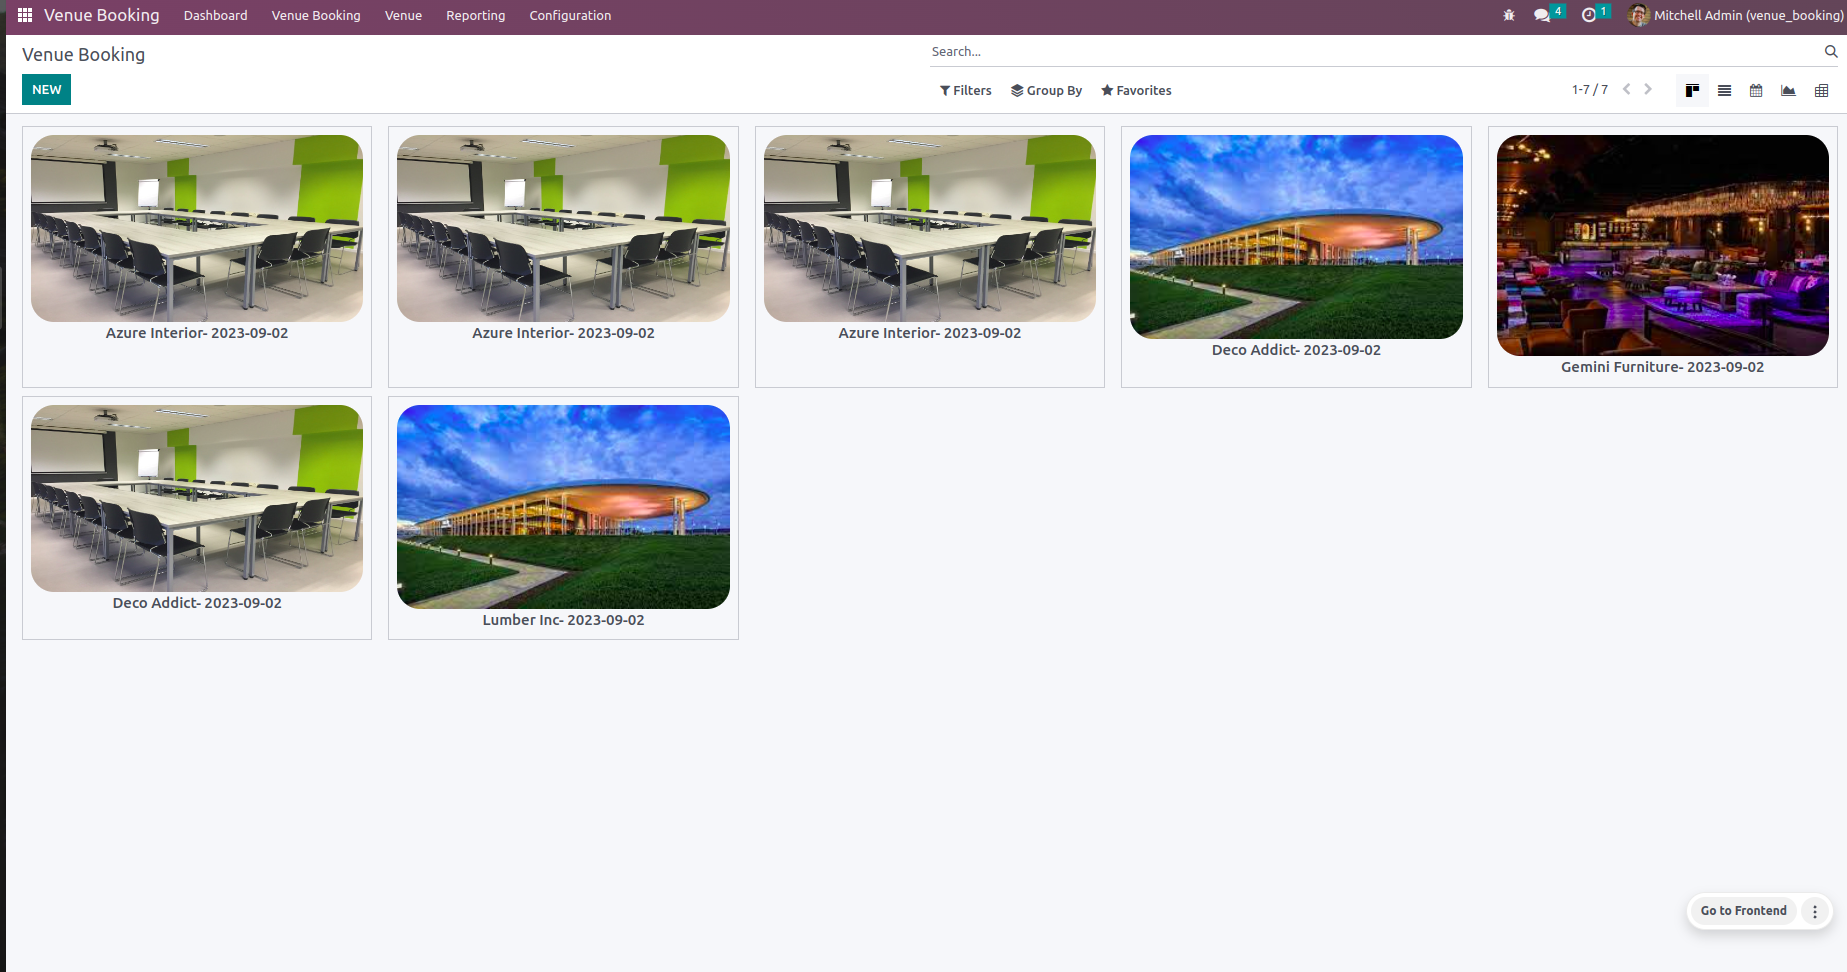 Venue Booking Dashboard Venue Booking Venue Reporting Configuration 4 1 Mitchell Admin (venue_booking)
Venue Booking
Search...
NEW
Filters Group By Favorites 1-7 / 7
Azure Interior- 2023-09-02
Azure Interior- 2023-09-02
Azure Interior- 2023-09-02
Deco Addict- 2023-09-02
Gemini Furniture- 2023-09-02
Deco Addict- 2023-09-02
Lumber Inc- 2023-09-02
Go to Frontend